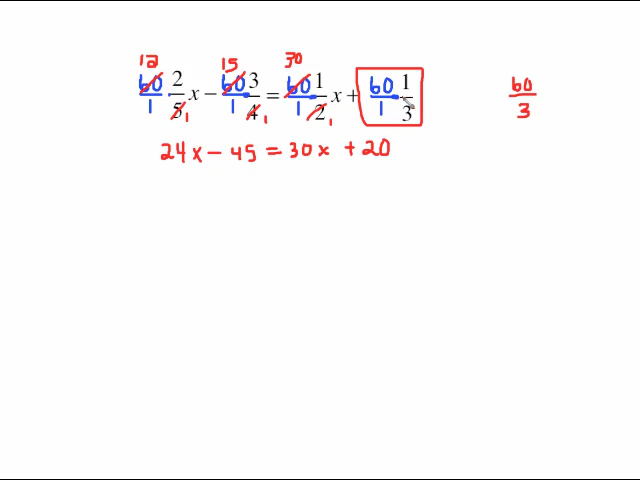 12 15 30
60/1 · 2/5 x − 60/1 3/4 = 60/1 1/2 x + 60/1 1/3 60/3
1 1 1
24x − 45 = 30x + 20